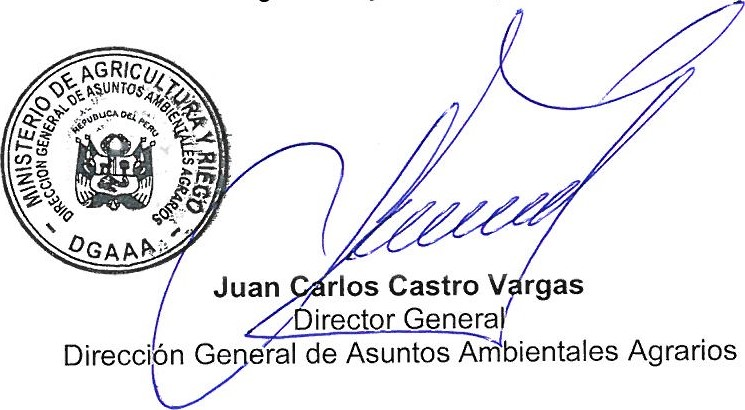 MINISTERIO DE AGRICULTURA Y RIEGO
DIRECCIÓN GENERAL DE ASUNTOS AMBIENTALES AGRARIOS
REPUBLICA DEL PERU
- DGAAA -
Juan Carlos Castro Vargas
Director General
Dirección General de Asuntos Ambientales Agrarios